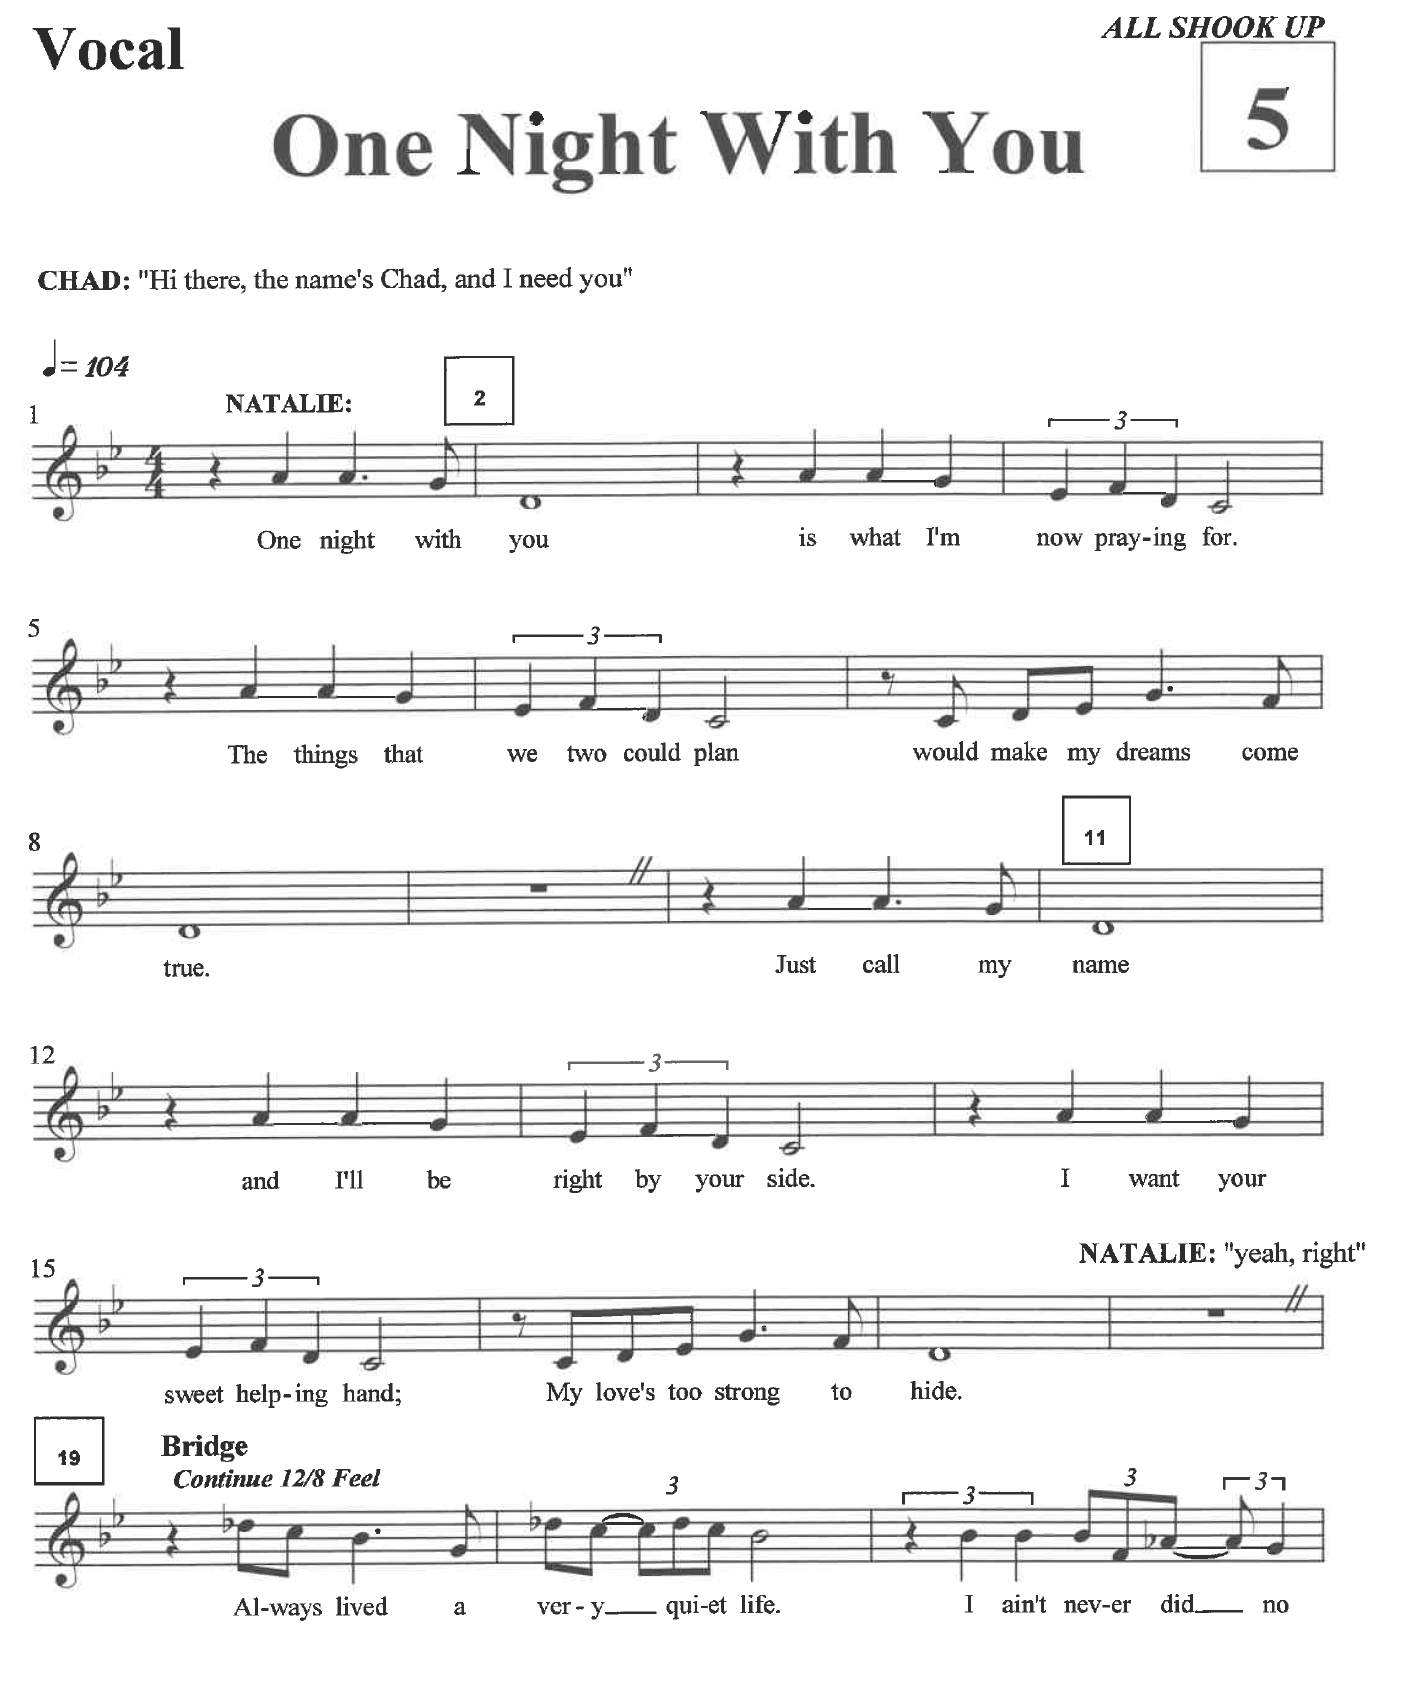 ALL SHOOK UP
Vocal
5
One Night With You
CHAD: "Hi there, the name's Chad, and I need you"
= 104
NATALIE:
2
1
3
4
4
One night with you is what I'm now pray-ing for.
5
3
The things that we two could plan would make my dreams come
8
11
true. Just call my name
12
3
and I'll be right by your side. I want your
NATALIE: "yeah, right"
15
3
sweet help-ing hand; My love's too strong to hide.
19
Bridge
Continue 12/8 Feel
3
3
3
3
Al-ways lived a ver-y qui-et life. I ain't nev-er did no